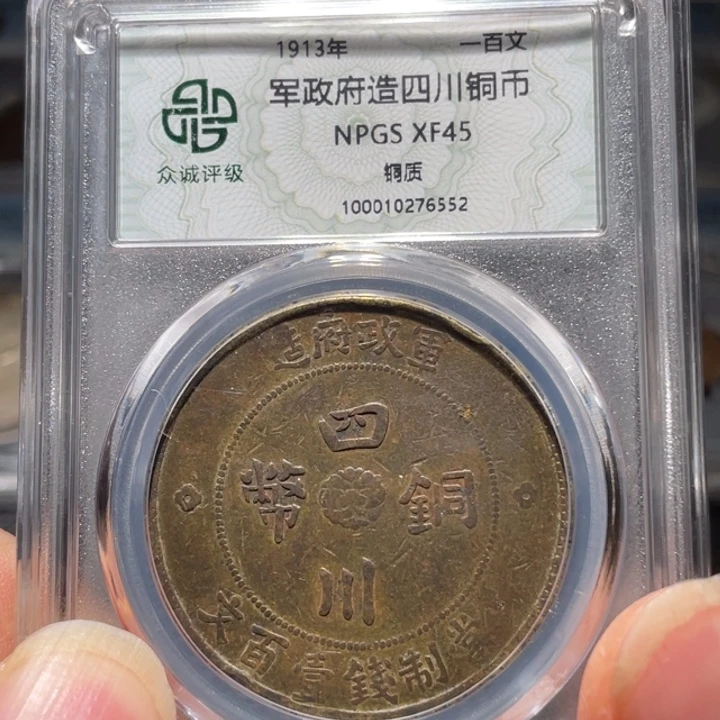 1913年 一百文
军政府造四川铜币
NPGS XF45
众诚评级
铜质
100010276552
造府政軍
四
幣 銅
川
當制錢壹百文